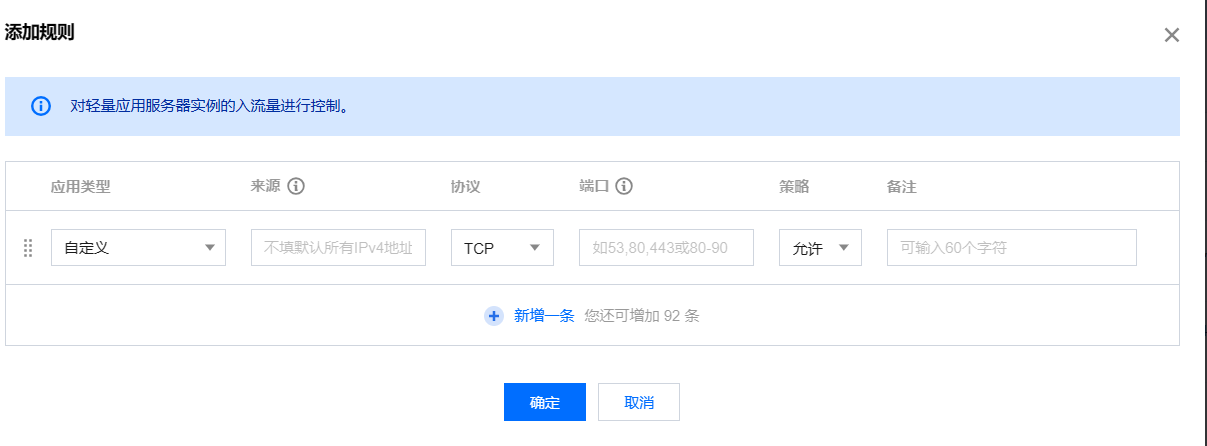 添加规则
对轻量应用服务器实例的入流量进行控制。
应用类型 来源 协议 端口 策略 备注
自定义 不填默认所有IPv4地址 TCP 如53,80,443或80-90 允许 可输入60个字符
新增一条 您还可增加 92 条
确定 取消